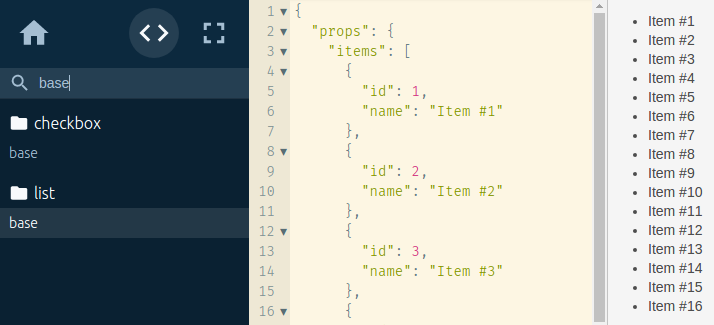 base
checkbox
base
list
base
1 {
2 "props": {
3 "items": [
4 {
5 "id": 1,
6 "name": "Item #1"
7 },
8 {
9 "id": 2,
10 "name": "Item #2"
11 },
12 {
13 "id": 3,
14 "name": "Item #3"
15 },
16 {
Item #1
Item #2
Item #3
Item #4
Item #5
Item #6
Item #7
Item #8
Item #9
Item #10
Item #11
Item #12
Item #13
Item #14
Item #15
Item #16